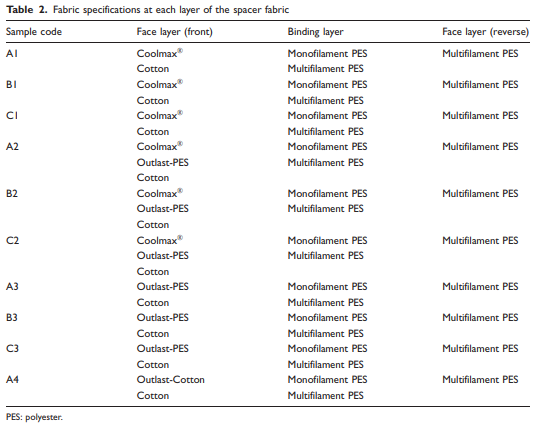 Table 2. Fabric specifications at each layer of the spacer fabric
Sample code Face layer (front) Binding layer Face layer (reverse)
A1 Coolmax® Monofilament PES Multifilament PES
Cotton Multifilament PES
B1 Coolmax® Monofilament PES Multifilament PES
Cotton Multifilament PES
C1 Coolmax® Monofilament PES Multifilament PES
Cotton Multifilament PES
A2 Coolmax® Monofilament PES Multifilament PES
Outlast-PES Multifilament PES
Cotton
B2 Coolmax® Monofilament PES Multifilament PES
Outlast-PES Multifilament PES
Cotton
C2 Coolmax® Monofilament PES Multifilament PES
Outlast-PES Multifilament PES
Cotton
A3 Outlast-PES Monofilament PES Multifilament PES
Cotton Multifilament PES
B3 Outlast-PES Monofilament PES Multifilament PES
Cotton Multifilament PES
C3 Outlast-PES Monofilament PES Multifilament PES
Cotton Multifilament PES
A4 Outlast-Cotton Monofilament PES Multifilament PES
Cotton Multifilament PES
PES: polyester.